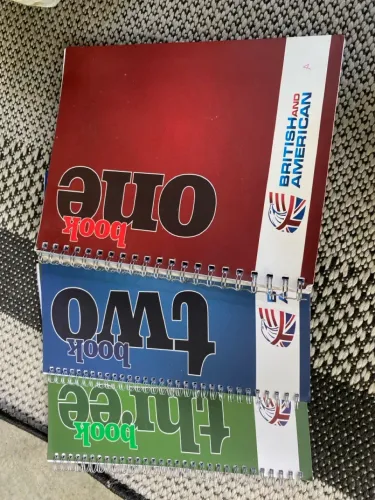 book
one
BRITISH AND
AMERICAN
book
two
book
three